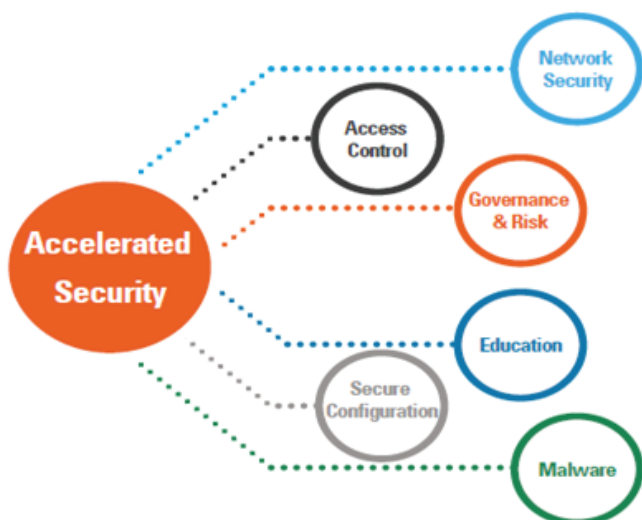 Network
Security
Access
Control
Governance
& Risk
Accelerated
Security
Education
Secure
Configuration
Malware